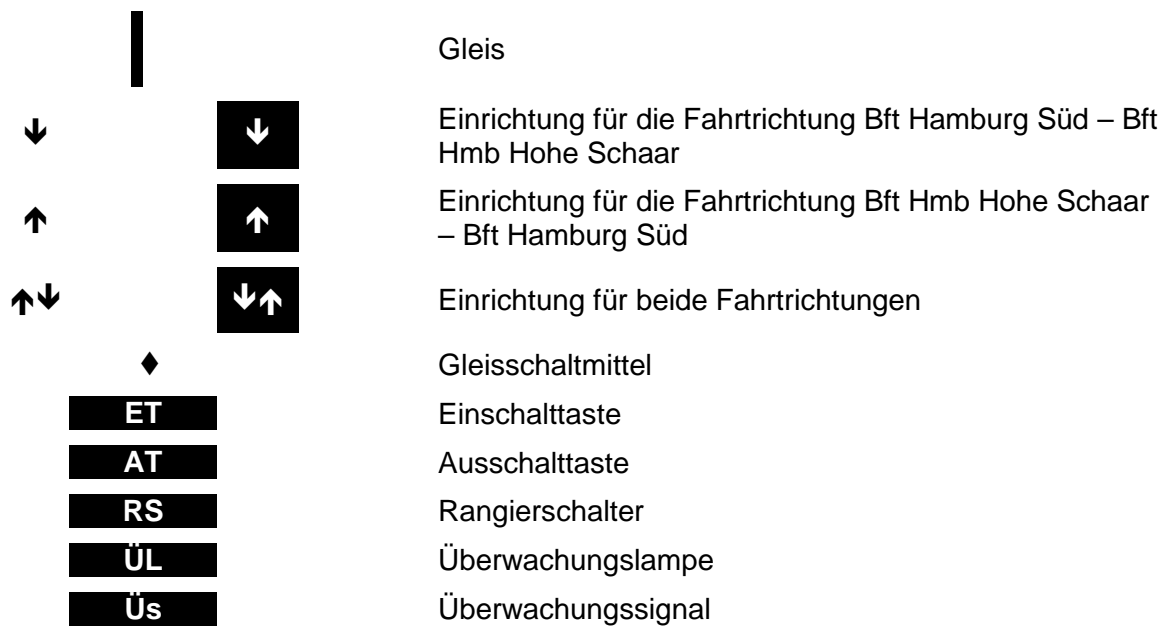 Gleis
↓ ↓ Einrichtung für die Fahrtrichtung Bft Hamburg Süd – Bft
Hmb Hohe Schaar
↑ ↑ Einrichtung für die Fahrtrichtung Bft Hmb Hohe Schaar
– Bft Hamburg Süd
↑↓ ↓↑ Einrichtung für beide Fahrtrichtungen
♦ Gleisschaltmittel
ET Einschalttaste
AT Ausschalttaste
RS Rangierschalter
ÜL Überwachungslampe
Üs Überwachungssignal